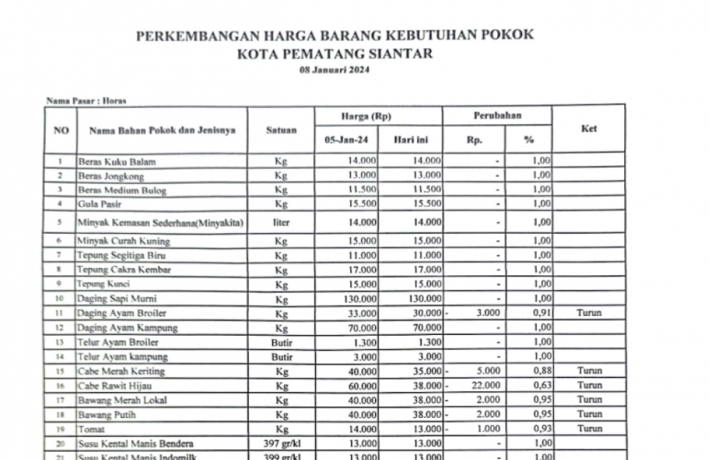 PERKEMBANGAN HARGA BARANG KEBUTUHAN POKOK
KOTA PEMATANG SIANTAR
08 Januari 2024
Nama Pasar : Horas
NO Nama Bahan Pokok dan Jenisnya Satuan Harga (Rp) Perubahan Ket
05-Jan-24 Hari ini Rp. %
1 Beras Kuku Balam Kg 14.000 14.000 - 1,00
2 Beras Jongkong Kg 13.000 13.000 - 1,00
3 Beras Medium Bulog Kg 11.500 11.500 - 1,00
4 Gula Pasir Kg 15.500 15.500 - 1,00
5 Minyak Kemasan Sederhana(Minyakita) liter 14.000 14.000 - 1,00
6 Minyak Curah Kuning Kg 15.000 15.000 - 1,00
7 Tepung Segitiga Biru Kg 11.000 11.000 - 1,00
8 Tepung Cakra Kembar Kg 17.000 17.000 - 1,00
9 Tepung Kunci Kg 15.000 15.000 - 1,00
10 Daging Sapi Murni Kg 130.000 130.000 - 1,00
11 Daging Ayam Broiler Kg 33.000 30.000 - 3.000 0,91 Turun
12 Daging Ayam Kampung Kg 70.000 70.000 - 1,00
13 Telur Ayam Broiler Butir 1.300 1.300 - 1,00
14 Telur Ayam kampung Butir 3.000 3.000 - 1,00
15 Cabe Merah Keriting Kg 40.000 35.000 - 5.000 0,88 Turun
16 Cabe Rawit Hijau Kg 60.000 38.000 - 22.000 0,63 Turun
17 Bawang Merah Lokal Kg 40.000 38.000 - 2.000 0,95 Turun
18 Bawang Putih Kg 40.000 38.000 - 2.000 0,95 Turun
19 Tomat Kg 14.000 13.000 - 1.000 0,93 Turun
20 Susu Kental Manis Bendera 397 gr/kl 13.000 13.000 - 1,00
21 Susu Kental Manis Indomilk 399 gr/kl 13.000 13.000 - 1,00